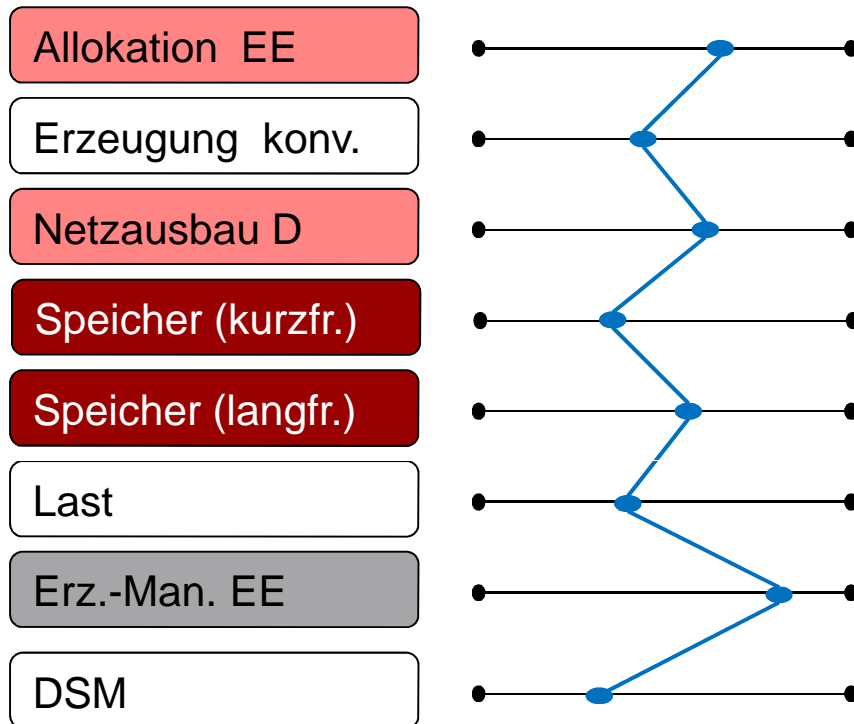 Allokation EE
Erzeugung konv.
Netzausbau D
Speicher (kurzfr.)
Speicher (langfr.)
Last
Erz.-Man. EE
DSM